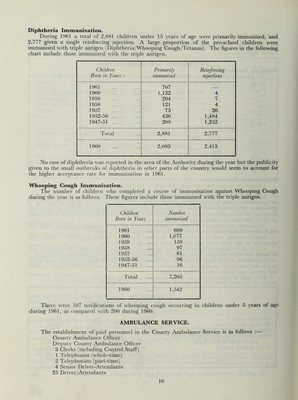 Diphtheria Immunisation.
During 1961 a total of 2,881 children under 15 years of age were primarily immunised, and
2,777 given a single reinforcing injection. A large proportion of the pre-school children were
immunised with triple antigen (Diphtheria/Whooping Cough/Tetanus). The figures in the following
chart include those immunised with the triple antigen.
Children Born in Years Primarily immunised Reinforcing injections
1961 707 —
1960 1,132 4
1959 204 7
1958 121 4
1957 73 26
1952-56 436 1,484
1947-51 208 1,252
Total 2,881 2,777
1960 2,093 2,413
No case of diphtheria was reported in the area of the Authority during the year but the publicity
given to the small outbreaks of diphtheria in other parts of the country would seem to account for
the higher acceptance rate for immunisation in 1961.
Whooping Cough Immunisation.
The number of children who completed a course of immunisation against Whooping Cough
during the year is as follows. These figures include those immunised with the triple antigen.
Children Born in Years Number immunised
1961 699
1960 1,077
1959 159
1958 97
1957 61
1952-56 96
1947-51 16
Total 2,205
1960 1,542
There were 107 notifications of whooping cough occurring in children under 5 years of age
during 1961, as compared with 200 during 1960.
AMBULANCE SERVICE.
The establishment of paid personnel in the County Ambulance Service is as follows :—
County Ambulance Officer
Deputy County Ambulance Officer
3 Clerks (including Control Staff)
1 Telephonist (whole-time)
2 Telephonists (part-time)
4 Senior Driver-Attendants
25 Driver/Attendants
16